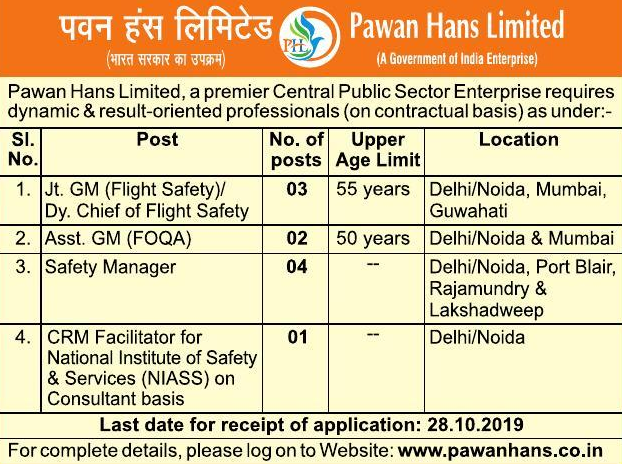 पवन हंस लिमिटेड
(भारत सरकार का उपक्रम)
PHL
Pawan Hans Limited
(A Government of India Enterprise)
Pawan Hans Limited, a premier Central Public Sector Enterprise requires
dynamic & result-oriented professionals (on contractual basis) as under:-
Sl. No. Post No. of posts Upper Age Limit Location
1. Jt. GM (Flight Safety)/ 03 55 years Delhi/Noida, Mumbai,
Dy. Chief of Flight Safety Guwahati
2. Asst. GM (FOQA) 02 50 years Delhi/Noida & Mumbai
3. Safety Manager 04 -- Delhi/Noida, Port Blair,
Rajamundry &
Lakshadweep
4. CRM Facilitator for 01 -- Delhi/Noida
National Institute of Safety
& Services (NIASS) on
Consultant basis
Last date for receipt of application: 28.10.2019
For complete details, please log on to Website: www.pawanhans.co.in